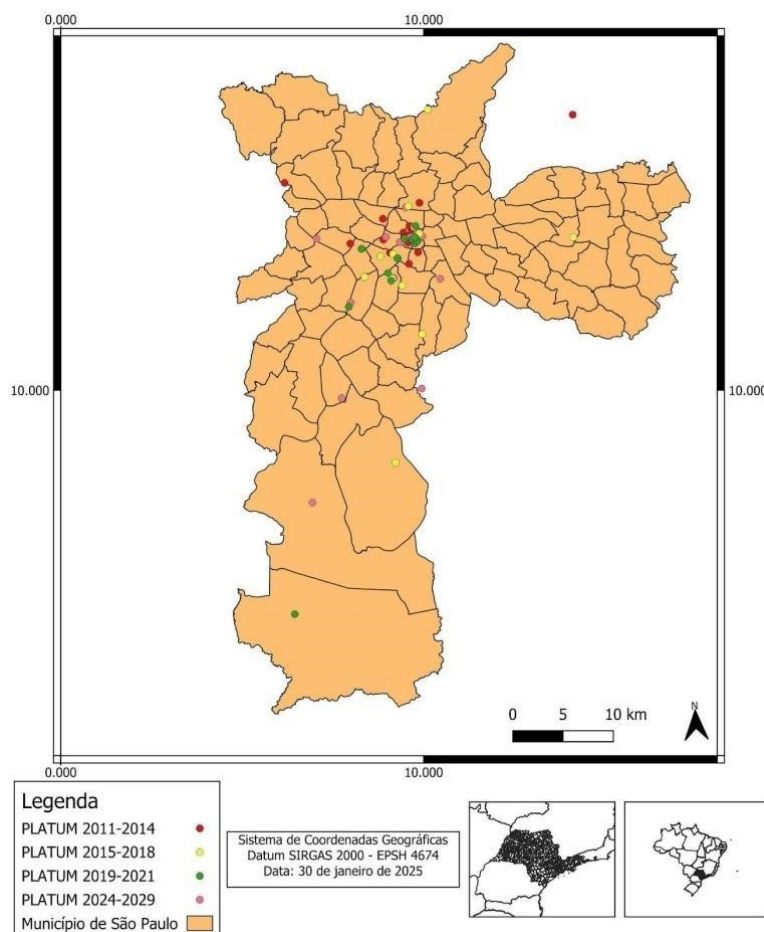 0.000 10.000
10.000 10.000
0 5 10 km
N
0.000 10.000
Legenda
PLATUM 2011-2014
PLATUM 2015-2018
PLATUM 2019-2021
PLATUM 2024-2029
Município de São Paulo
Sistema de Coordenadas Geográficas
Datum SIRGAS 2000 - EPSH 4674
Data: 30 de janeiro de 2025